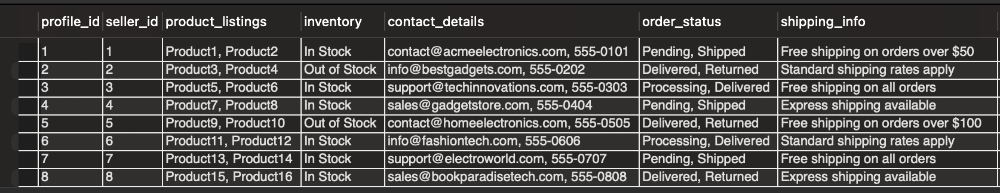 profile_id seller_id product_listings inventory contact_details order_status shipping_info
1 1 Product1, Product2 In Stock contact@acmeelectronics.com, 555-0101 Pending, Shipped Free shipping on orders over $50
2 2 Product3, Product4 Out of Stock info@bestgadgets.com, 555-0202 Delivered, Returned Standard shipping rates apply
3 3 Product5, Product6 In Stock support@techinnovations.com, 555-0303 Processing, Delivered Free shipping on all orders
4 4 Product7, Product8 In Stock sales@gadgetstore.com, 555-0404 Pending, Shipped Express shipping available
5 5 Product9, Product10 Out of Stock contact@homeelectronics.com, 555-0505 Delivered, Returned Free shipping on orders over $100
6 6 Product11, Product12 In Stock info@fashiontech.com, 555-0606 Processing, Delivered Standard shipping rates apply
7 7 Product13, Product14 In Stock support@electroworld.com, 555-0707 Pending, Shipped Free shipping on all orders
8 8 Product15, Product16 In Stock sales@bookparadisetech.com, 555-0808 Delivered, Returned Express shipping available